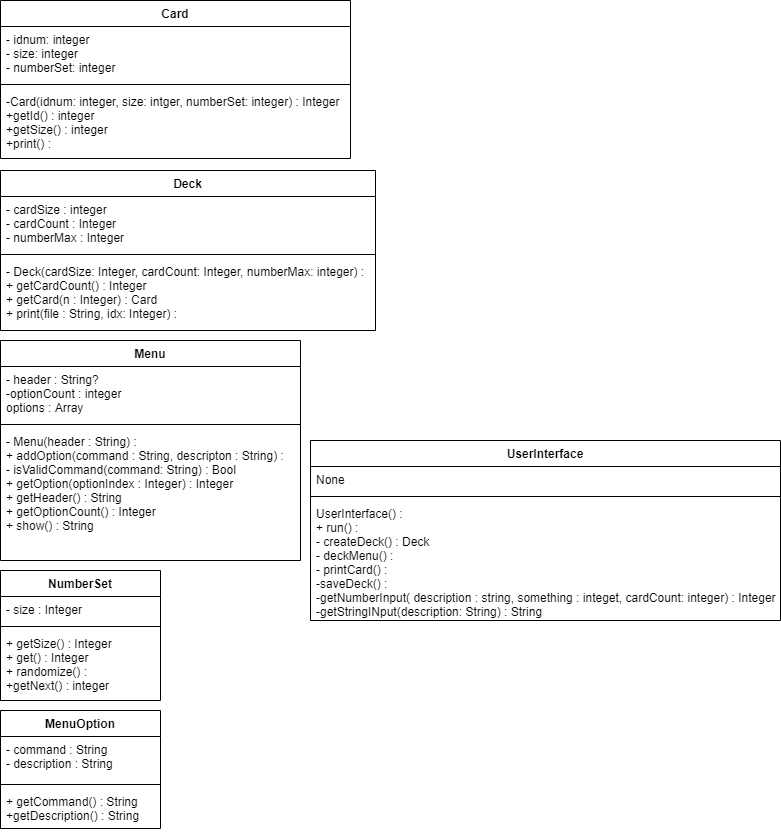 Card
- idnum: integer
- size: integer
- numberSet: integer
-Card(idnum: integer, size: intger, numberSet: integer) : Integer
+getId() : integer
+getSize() : integer
+print() :
Deck
- cardSize : integer
- cardCount : Integer
- numberMax : Integer
- Deck(cardSize: Integer, cardCount: Integer, numberMax: integer) :
+ getCardCount() : Integer
+ getCard(n : Integer) : Card
+ print(file : String, idx: Integer) :
Menu
- header : String?
-optionCount : integer
options : Array
- Menu(header : String) :
+ addOption(command : String, descripton : String) :
- isValidCommand(command: String) : Bool
+ getOption(optionIndex : Integer) : Integer
+ getHeader() : String
+ getOptionCount() : Integer
+ show() : String
UserInterface
None
UserInterface() :
+ run() :
- createDeck() : Deck
- deckMenu() :
- printCard() :
-saveDeck() :
-getNumberInput( description : string, something : integet, cardCount: integer) : Integer
-getStringINput(description: String) : String
NumberSet
- size : Integer
+ getSize() : Integer
+ get() : Integer
+ randomize() :
+getNext() : integer
MenuOption
- command : String
- description : String
+ getCommand() : String
+getDescription() : String